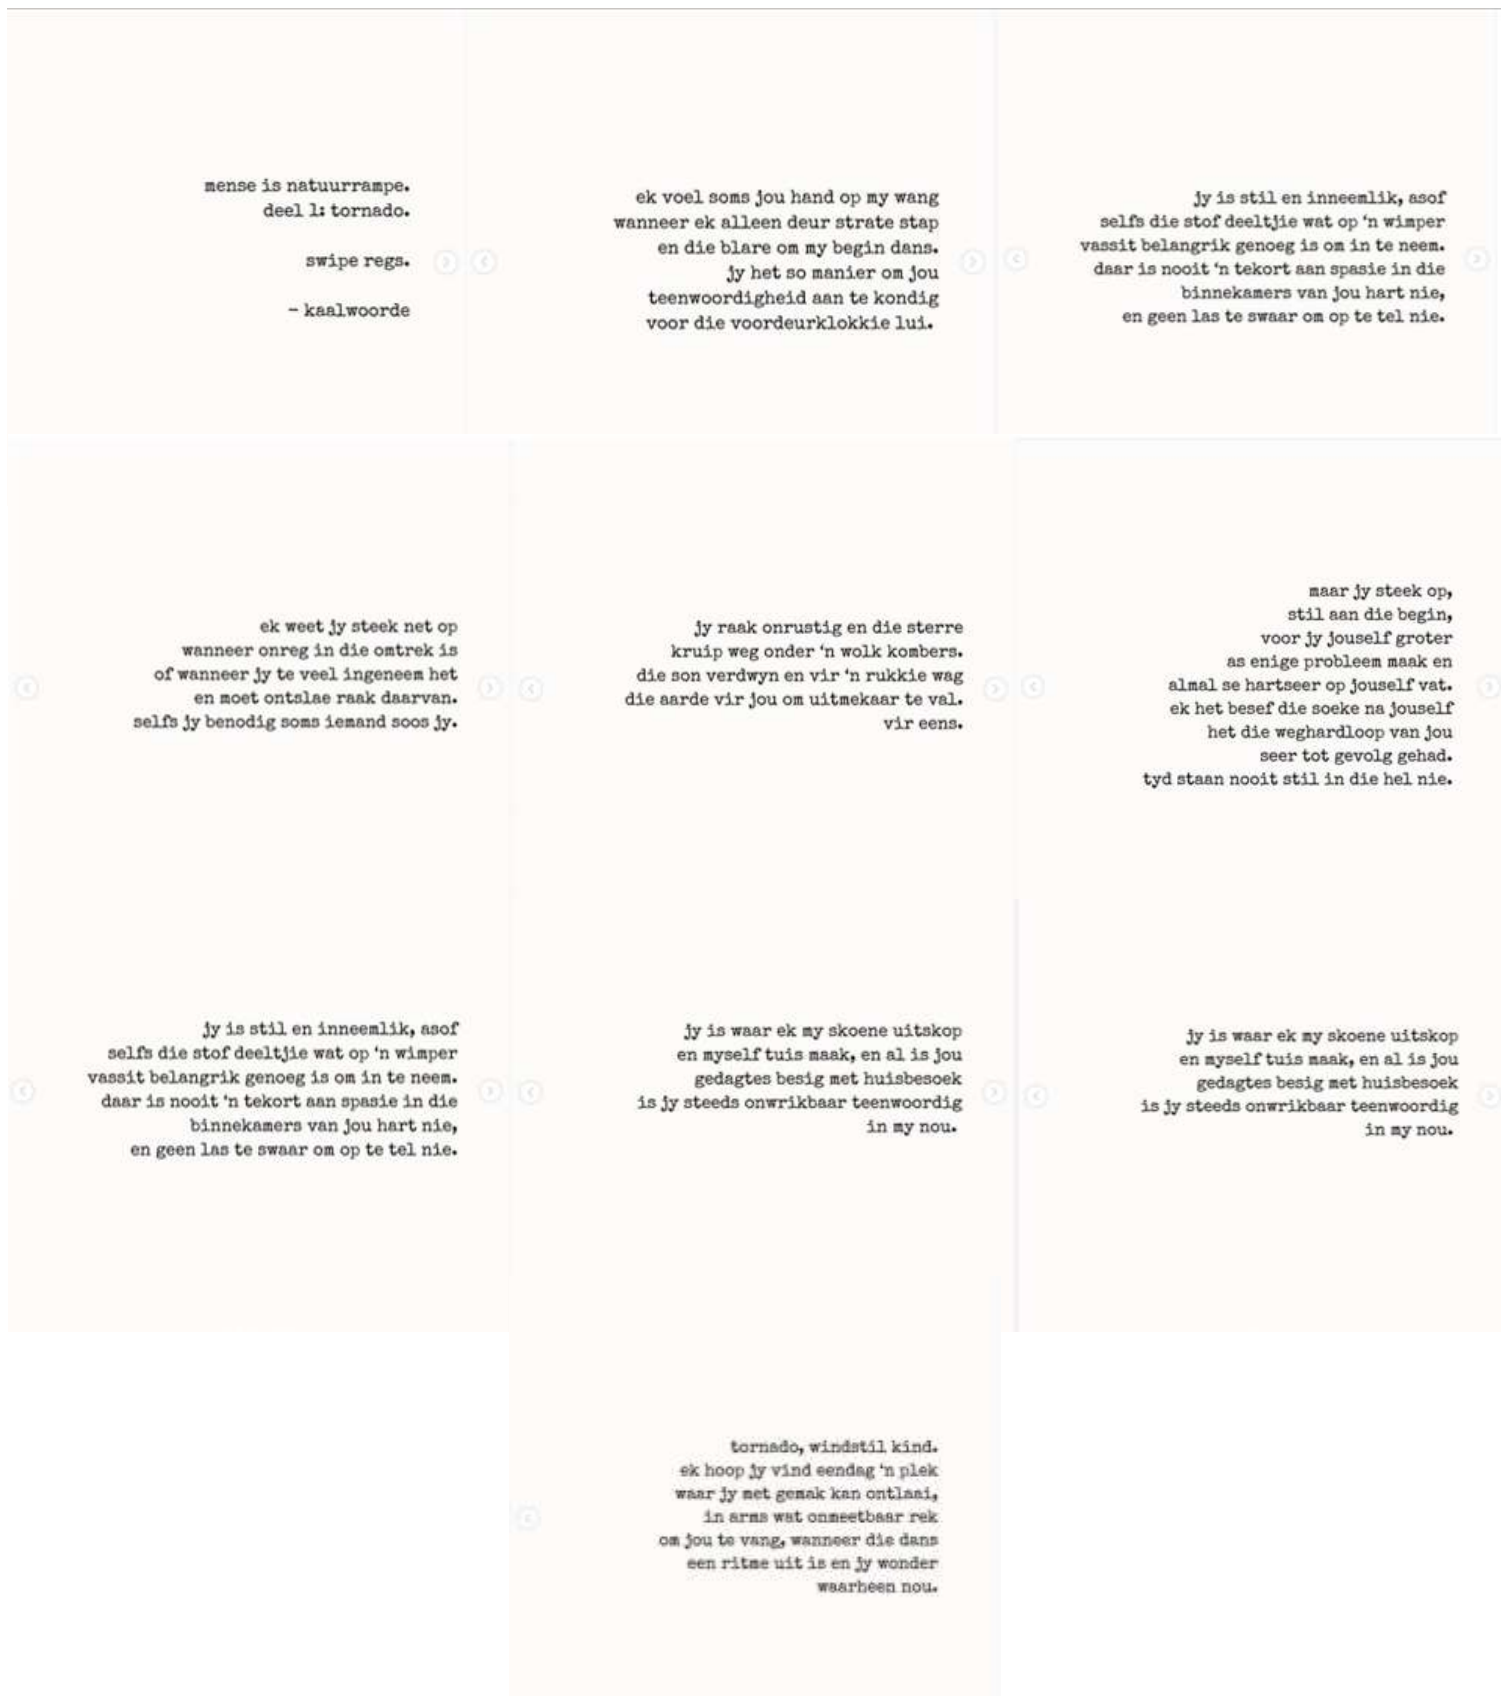 mense is natuurrampe.
deel 1: tornado.
swipe regs.
– kaalwoorde
ek voel soms jou hand op my wang
wanneer ek alleen deur strate stap
en die blare om my begin dans.
jy het so manier om jou
teenwoordigheid aan te kondig
voor die voordeurklokkie lui.
jy is stil en inneemlik, asof
selfs die stof deeltjie wat op ‘n wimper
vassit belangrik genoeg is om in te neem.
daar is nooit ‘n tekort aan spasie in die
binnekamers van jou hart nie,
en geen las te swaar om op te tel nie.
ek weet jy steek net op
wanneer onreg in die omtrek is
of wanneer jy te veel ingeneem het
en moet ontslae raak daarvan.
selfs jy benodig soms iemand soos jy.
jy raak onrustig en die sterre
kruip weg onder ‘n wolk kombers.
die son verdwyn en vir ‘n rukkie wag
die aarde vir jou om uitmekaar te val.
vir eens.
maar jy steek op,
stil aan die begin,
voor jy jouself groter
as enige probleem maak en
almal se hartseer op jouself vat.
ek het besef die soeke na jouself
het die weghardloop van jou
seer tot gevolg gehad.
tyd staan nooit stil in die hel nie.
jy is stil en inneemlik, asof
selfs die stof deeltjie wat op ‘n wimper
vassit belangrik genoeg is om in te neem.
daar is nooit ‘n tekort aan spasie in die
binnekamers van jou hart nie,
en geen las te swaar om op te tel nie.
jy is waar ek my skoene uitskop
en myself tuis maak, en al is jou
gedagtes besig met huisbesoek
is jy steeds onwrikbaar teenwoordig
in my nou.
jy is waar ek my skoene uitskop
en myself tuis maak, en al is jou
gedagtes besig met huisbesoek
is jy steeds onwrikbaar teenwoordig
in my nou.
tornado, windstil kind.
ek hoop jy vind eendag ‘n plek
waar jy met gemak kan ontlaai,
in arms wat onmeetbaar rek
om jou te vang, wanneer die dans
een ritme uit is en jy wonder
waarheen nou.